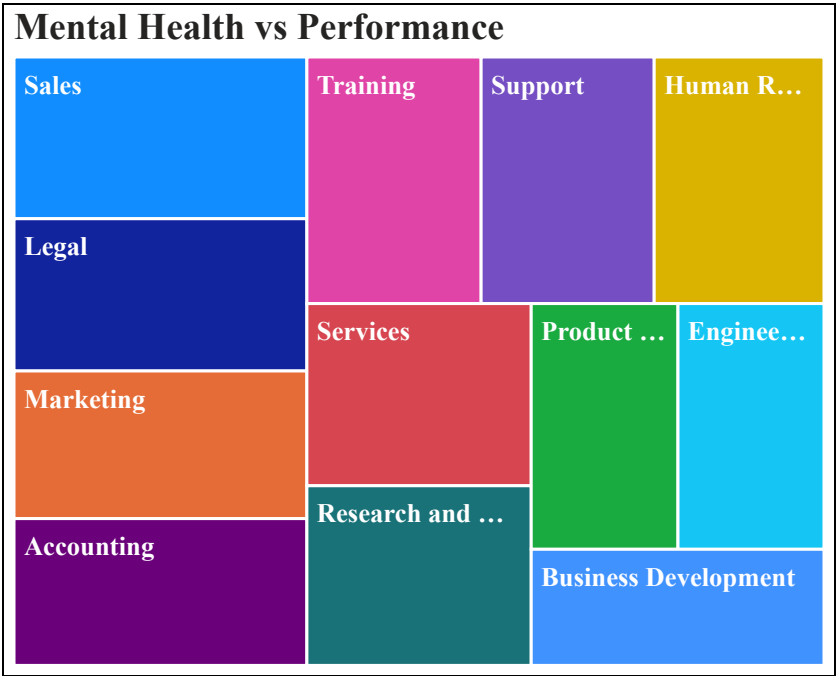 Mental Health vs Performance
Sales
Training
Support
Human R...
Legal
Services
Product ...
Enginee...
Marketing
Research and ...
Accounting
Business Development